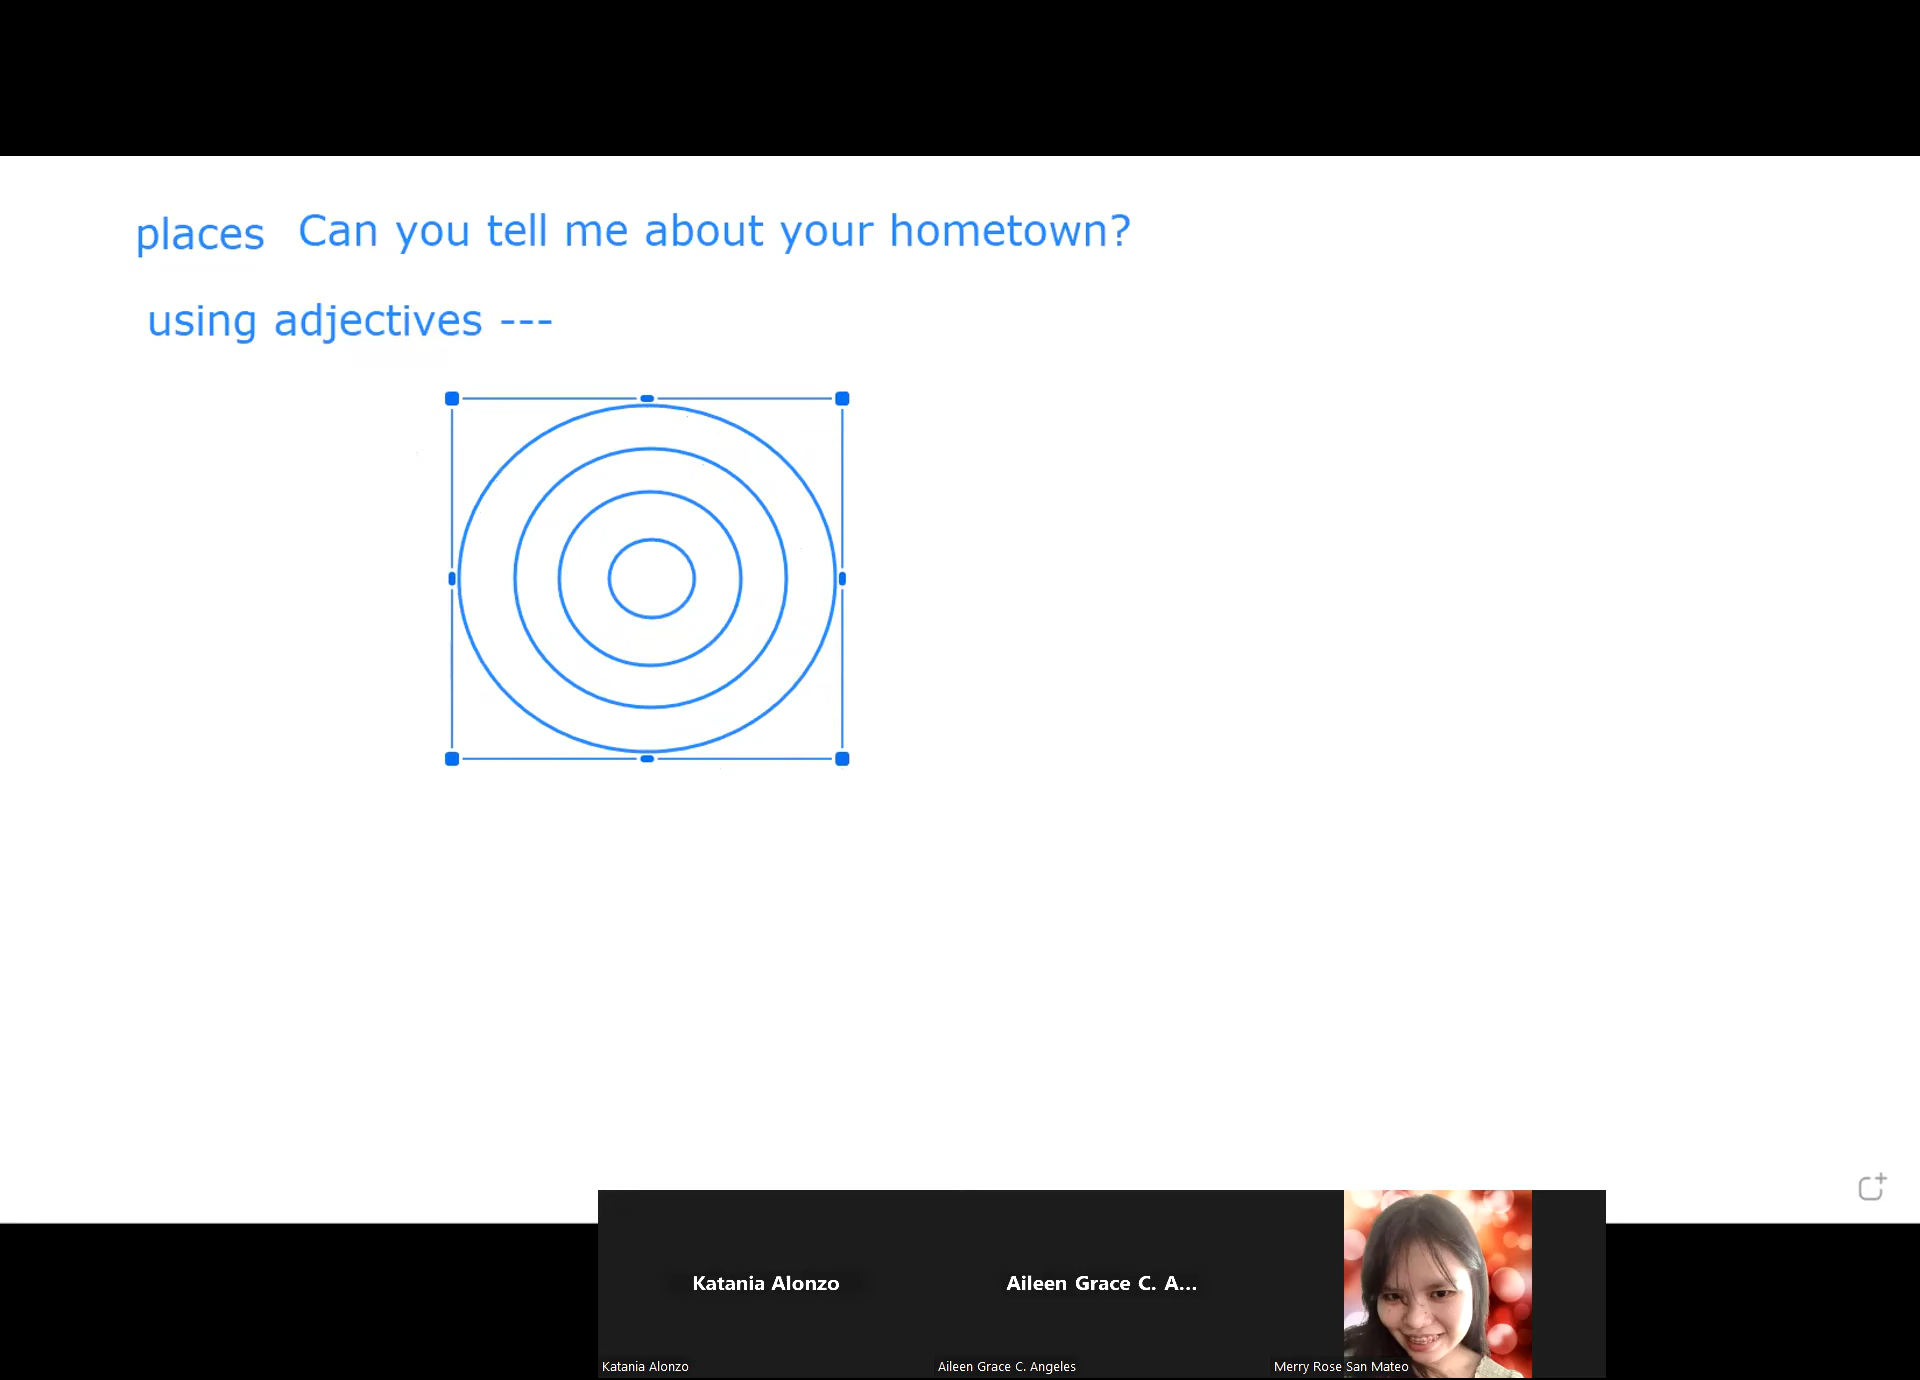 places Can you tell me about your hometown?
using adjectives ---
Katania Alonzo
Aileen Grace C. A...
Katania Alonzo
Aileen Grace C. Angeles
Merry Rose San Mateo